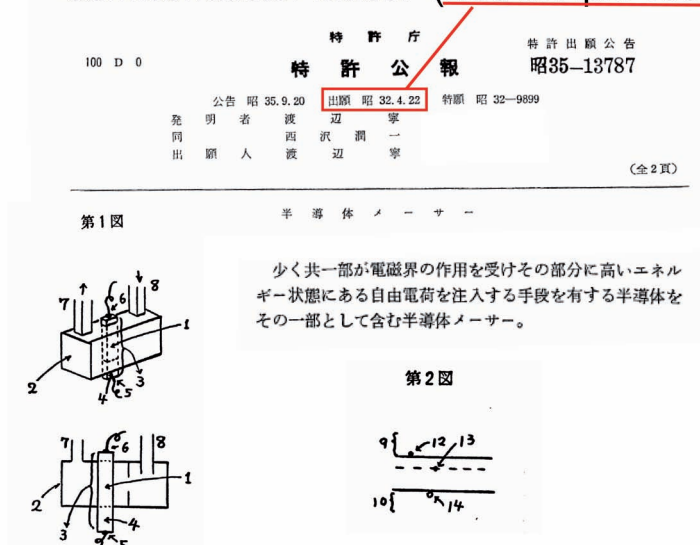 特許庁
特許出願公告
100 D 0
特許公報
昭35―13787
公告 昭 35.9.20 出願 昭 32.4.22 特願 昭 32―9899
発明者 渡辺寧
同 西沢潤一
出願人 渡辺寧
(全2頁)
半導体メーサー
第1図
7 6 8
1
2
4 5 3
少く共一部が電磁界の作用を受けその部分に高いエネル
ギー状態にある自由電荷を注入する手段を有する半導体を
その一部として含む半導体メーサー。
第2図
7 6 8
1
2
3 4
5
9 12 13
10 14